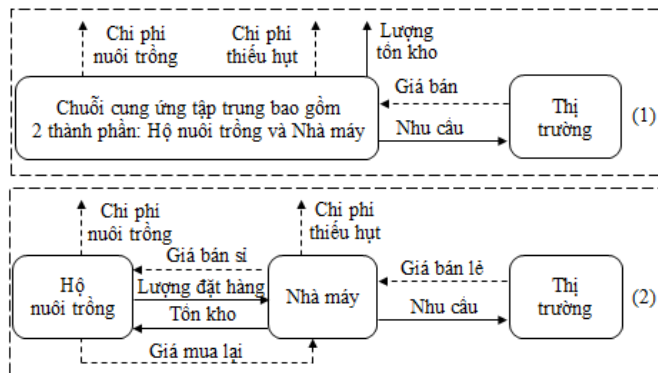 Chi phí
nuôi trồng
Chi phí
thiếu hụt
Lượng
tồn kho
Chuỗi cung ứng tập trung bao gồm
2 thành phần: Hộ nuôi trồng và Nhà máy
Giá bán
Nhu cầu
Thị
trường
(1)
Chi phí
nuôi trồng
Chi phí
thiếu hụt
Hộ
nuôi trồng
Giá bán sỉ
Lượng đặt hàng
Tồn kho
Giá mua lại
Nhà máy
Giá bán lẻ
Nhu cầu
Thị
trường
(2)